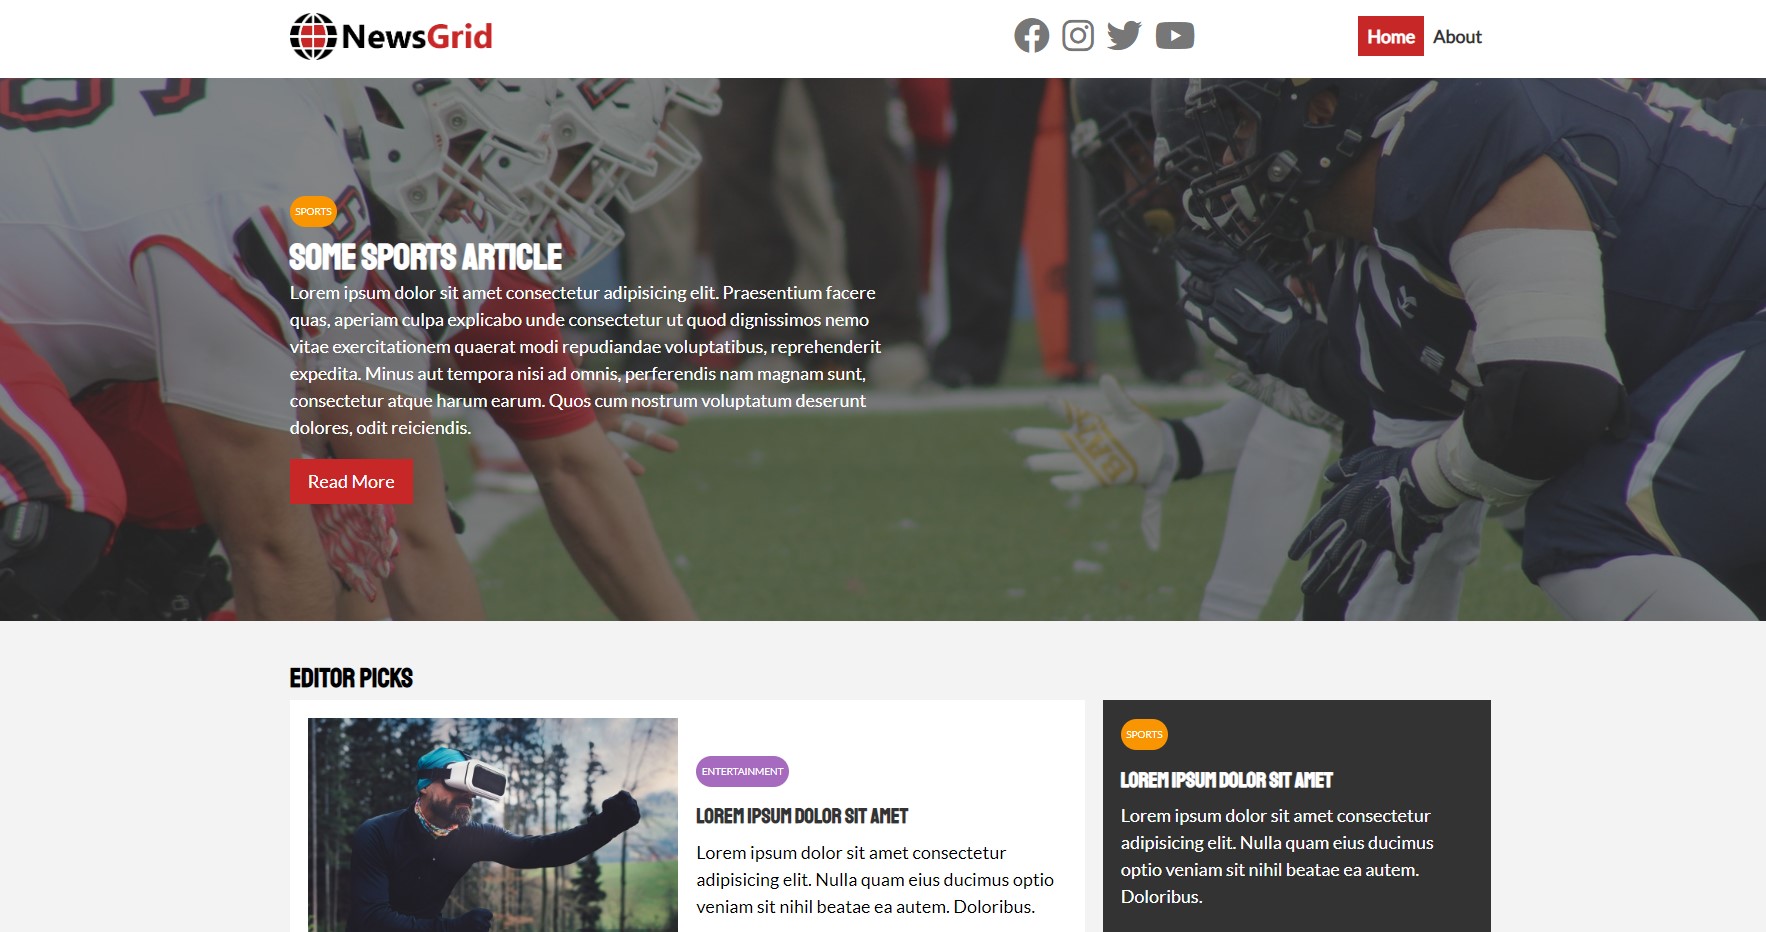 NewsGrid
Home About
SPORTS
SOME SPORTS ARTICLE
Lorem ipsum dolor sit amet consectetur adipisicing elit. Praesentium facere
quas, aperiam culpa explicabo unde consectetur ut quod dignissimos nemo
vitae exercitationem quaerat modi repudiandae voluptatibus, reprehenderit
expedita. Minus aut tempora nisi ad omnis, perferendis nam magnam sunt,
consectetur atque harum earum. Quos cum nostrum voluptatum deserunt
dolores, odit reiciendis.
Read More
EDITOR PICKS
ENTERTAINMENT
LOREM IPSUM DOLOR SIT AMET
Lorem ipsum dolor sit amet consectetur
adipisicing elit. Nulla quam eius ducimus optio
veniam sit nihil beatae ea autem. Doloribus.
SPORTS
LOREM IPSUM DOLOR SIT AMET
Lorem ipsum dolor sit amet consectetur
adipisicing elit. Nulla quam eius ducimus
optio veniam sit nihil beatae ea autem.
Doloribus.